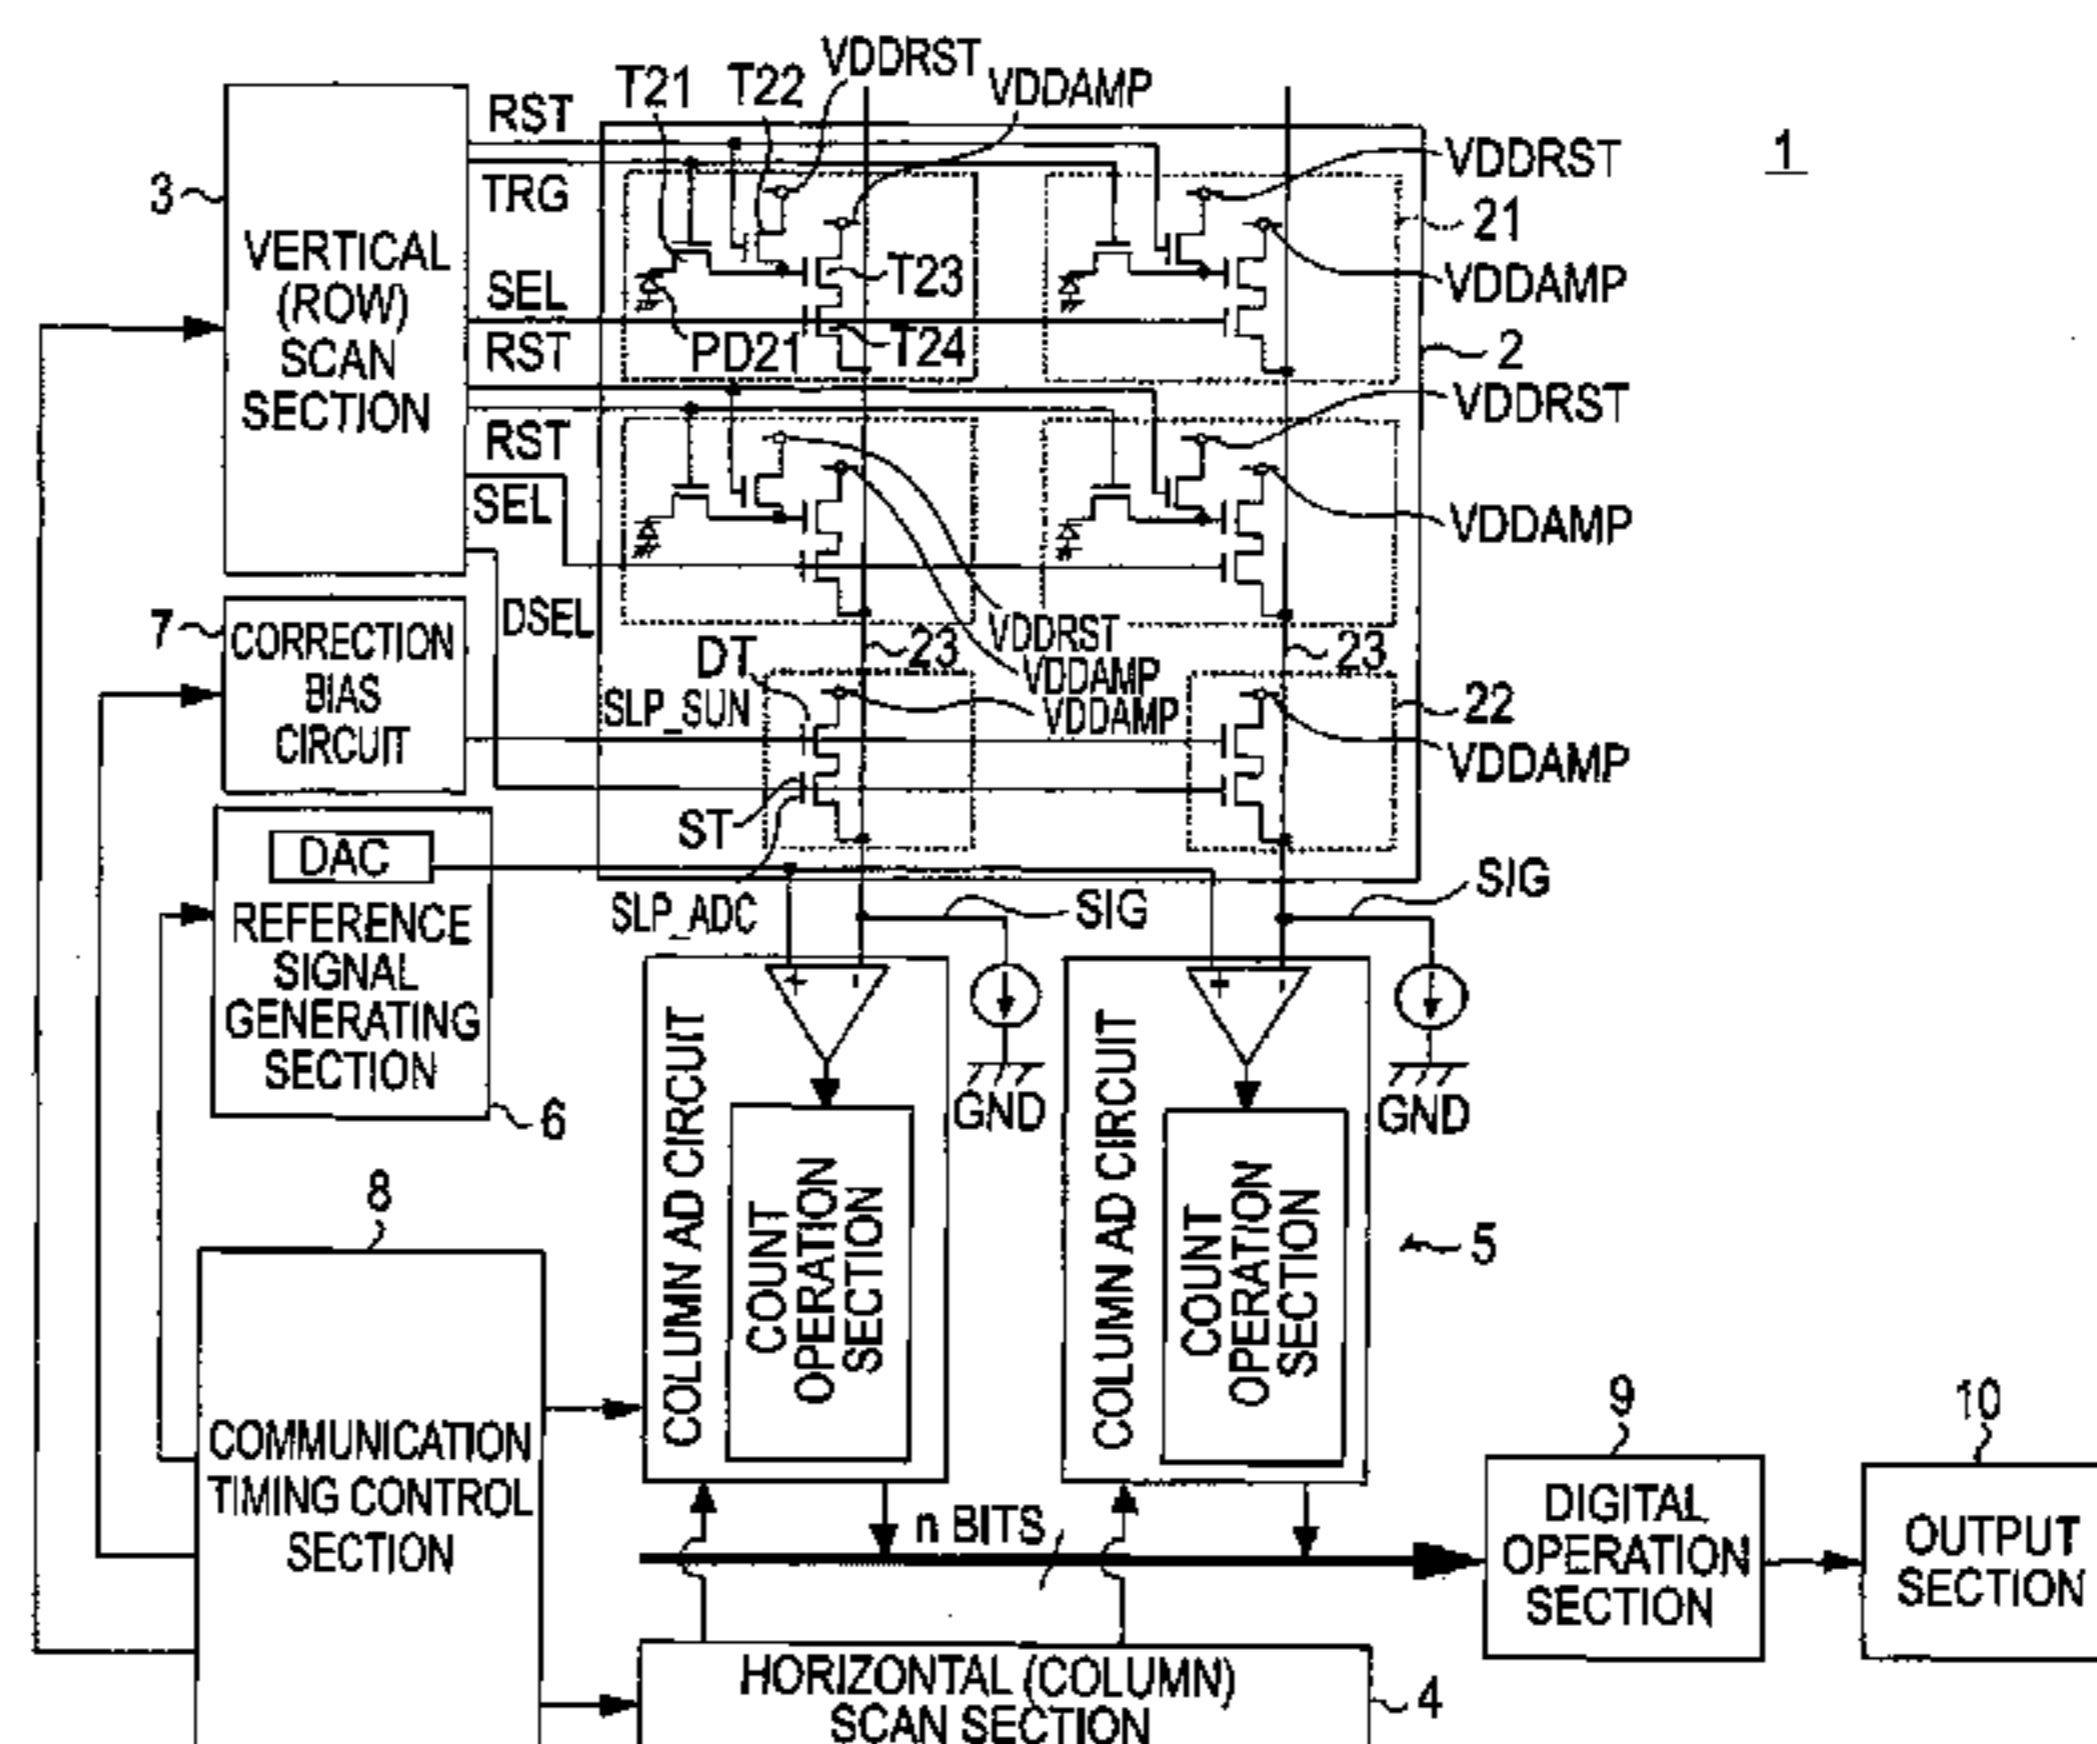 VDDRST
T21
T22
VDDAMP
RST
VDDRST
1
3
TRG
21
VERTICAL
(ROW)
SCAN
SECTION
T23
VDDAMP
SEL
PD21
T24
2
RST
VDDRST
RST
SEL
VDDAMP
DSEL
7
CORRECTION
BIAS
CIRCUIT
DT
23
VDDRST
VDDAMP
VDDAMP
23
SLP_SUN
22
VDDAMP
ST
DAC
REFERENCE
SIGNAL
GENERATING
SECTION
6
SLP_ADC
SIG
SIG
+
-
+
-
GND
GND
COLUMN AD CIRCUIT
COUNT
OPERATION
SECTION
COLUMN AD CIRCUIT
COUNT
OPERATION
SECTION
5
8
COMMUNICATION
TIMING CONTROL
SECTION
n BITS
9
DIGITAL
OPERATION
SECTION
10
OUTPUT
SECTION
HORIZONTAL (COLUMN)
SCAN SECTION
4